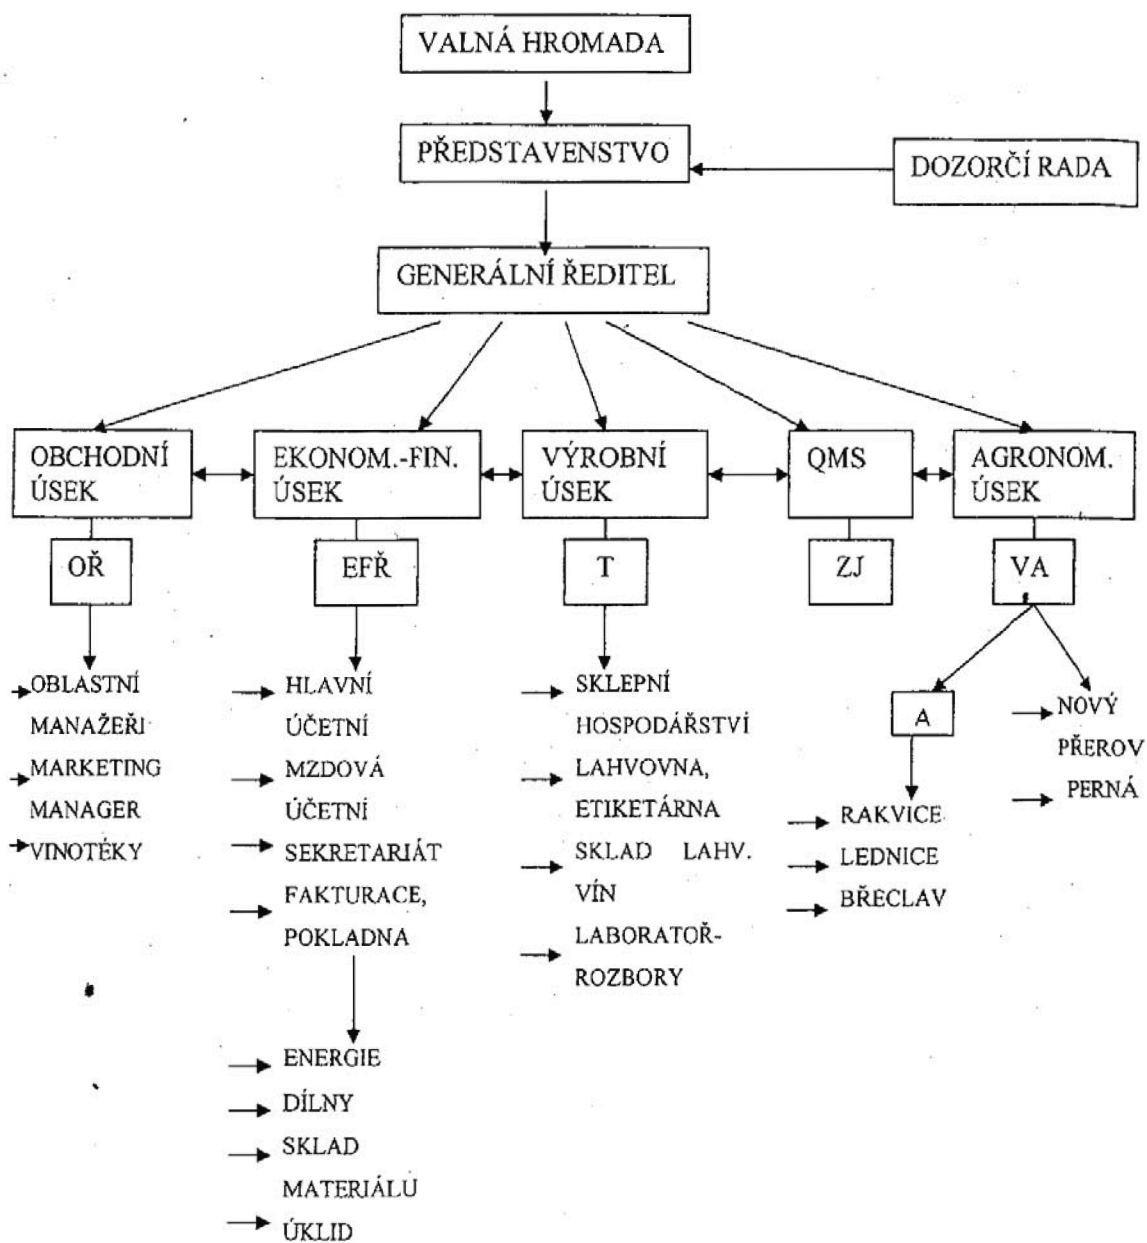 VALNÁ HROMADA
PŘEDSTAVENSTVO
DOZORČÍ RADA
GENERÁLNÍ ŘEDITEL
OBCHODNÍ
ÚSEK
EKONOM.-FIN.
ÚSEK
VÝROBNÍ
ÚSEK
QMS
AGRONOM.
ÚSEK
OŘ
EFŘ
T
ZJ
VA
OBLASTNÍ
MANAŽEŘI
MARKETING
MANAGER
VINOTÉKY
HLAVNÍ
ÚČETNÍ
MZDOVÁ
ÚČETNÍ
SEKRETARIÁT
FAKTURACE,
POKLADNA
ENERGIE
DÍLNY
SKLAD
MATERIÁLU
ÚKLID
SKLEPNÍ
HOSPODÁŘSTVÍ
LAHVOVNA,
ETIKETÁRNA
SKLAD LAHV.
VÍN
LABORATOŘ-
ROZBORY
A
RAKVICE
LEDNICE
BŘECLAV
NOVÝ
PŘEROV
PERNÁ